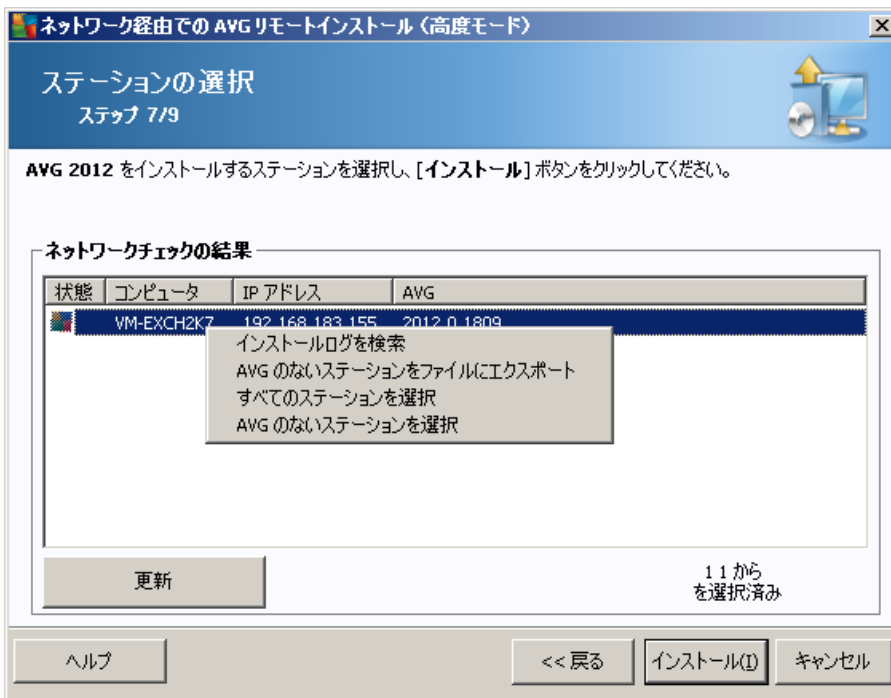 ネットワーク経由での AVG リモートインストール（高度モード）
ステーションの選択
ステップ 7/9
AVG 2012 をインストールするステーションを選択し、[インストール] ボタンをクリックしてください。
ネットワークチェックの結果
状態 コンピュータ IP アドレス AVG
VM-EXCH2K7 192.168.183.155 2012.0.1809
インストールログを検索
AVG のないステーションをファイルにエクスポート
すべてのステーションを選択
AVG のないステーションを選択
更新
1 1 から
を選択済み
ヘルプ
<< 戻る
インストール(I)
キャンセル